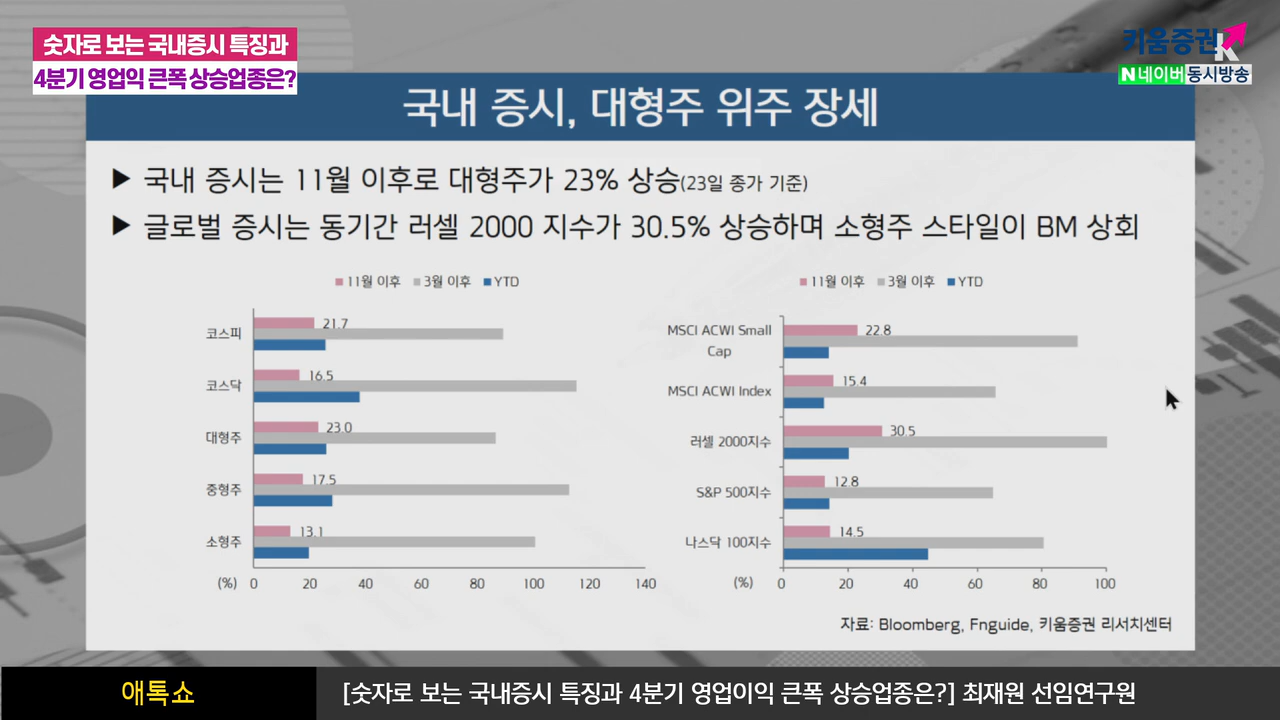 숫자로 보는 국내증시 특징과
4분기 영업익 큰폭 상승업종은?
키움증권
N 네이버 동시방송
국내 증시, 대형주 위주 장세
▶ 국내 증시는 11월 이후로 대형주가 23% 상승(23일 종가 기준)
▶ 글로벌 증시는 동기간 러셀 2000 지수가 30.5% 상승하며 소형주 스타일이 BM 상회
11월 이후 3월 이후 YTD
코스피 21.7
코스닥 16.5
대형주 23.0
중형주 17.5
소형주 13.1
(%) 0 20 40 60 80 100 120 140
11월 이후 3월 이후 YTD
MSCI ACWI Small
Cap
22.8
MSCI ACWI Index 15.4
러셀 2000지수 30.5
S&P 500지수 12.8
나스닥 100지수 14.5
(%) 0 20 40 60 80 100
자료: Bloomberg, Fnguide, 키움증권 리서치센터
애톡쇼
[숫자로 보는 국내증시 특징과 4분기 영업이익 큰폭 상승업종은?] 최재원 선임연구원